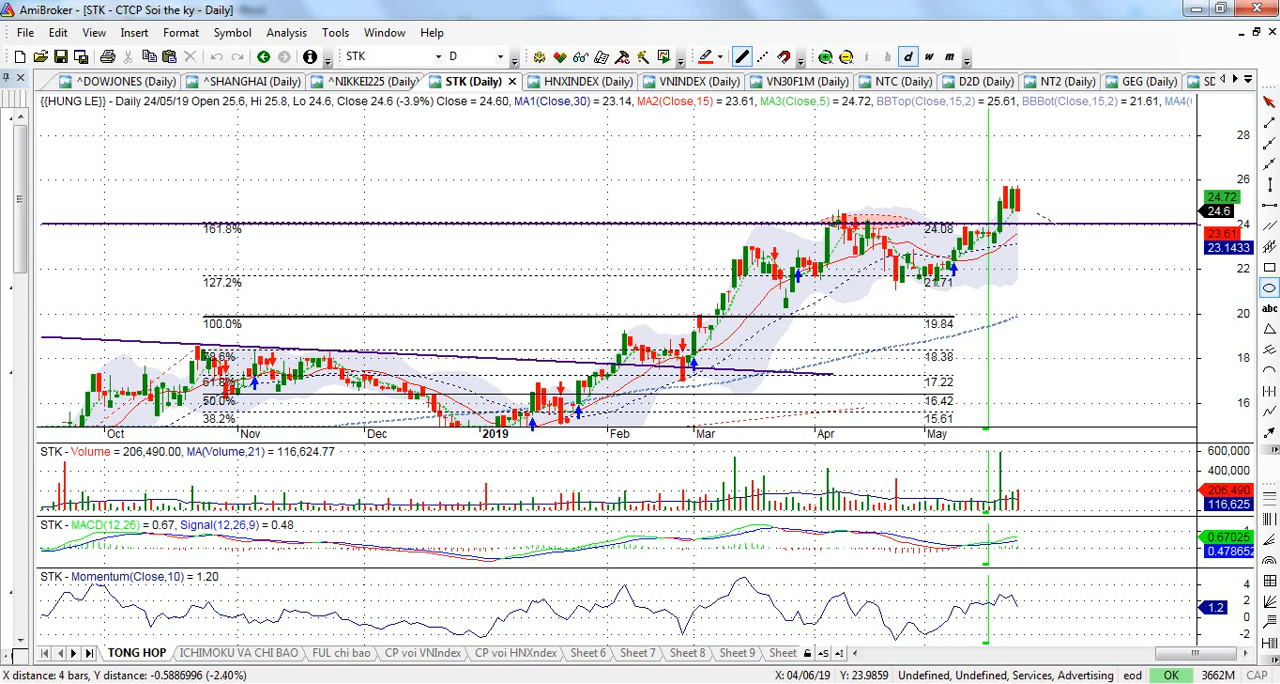 AmiBroker - [STK - CTCP Soi the ky - Daily]
File Edit View Insert Format Symbol Analysis Tools Window Help
STK D d w m
^DOWJONES (Daily) ^SHANGHAI (Daily) ^NIKKEI225 (Daily) STK (Daily) HNXINDEX (Daily) VNINDEX (Daily) VN30F1M (Daily) NTC (Daily) D2D (Daily) NT2 (Daily) GEG (Daily) SD
{{HUNG LE}} - Daily 24/05/19 Open 25.6, Hi 25.8, Lo 24.6, Close 24.6 (-3.9%) Close = 24.60, MA1(Close,30) = 23.14, MA2(Close,15) = 23.61, MA3(Close,5) = 24.72, BBTop(Close,15,2) = 25.61, BBBot(Close,15,2) = 21.61, MA4(
28
26
24.72
24.6
24
161.8% 24.08
23.61
23.1433
22
127.2% 21.71
20
100.0% 19.84
78.6% 18.38
18
61.8% 17.22
50.0% 16.42
16
38.2% 15.61
Oct Nov Dec 2019 Feb Mar Apr May
STK - Volume = 206,490.00, MA(Volume,21) = 116,624.77
600,000
400,000
206,490
116,625
STK - MACD(12,26) = 0.67, Signal(12,26,9) = 0.48
1
0.67025
0.478652
STK - Momentum(Close,10) = 1.20
4
2
1.2
0
-2
TONG HOP ICHIMOKU VA CHI BAO FUL chi bao CP voi VNIndex CP voi HNXndex Sheet 6 Sheet 7 Sheet 8 Sheet 9 Sheet
X distance: 4 bars, Y distance: -0.5886996 (-2.40%) X: 04/06/19 Y: 23.9859 Undefined, Undefined, Services, Advertising eod OK 3662M CAP
abc